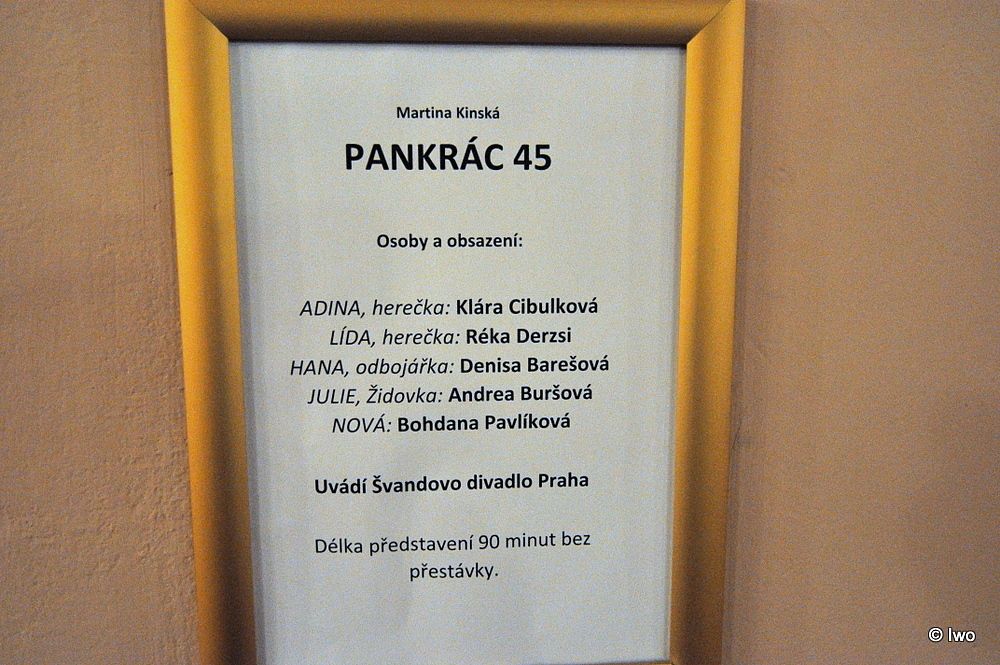 Martina Kinská
PANKRÁC 45
Osoby a obsazení:
ADINA, herečka: Klára Cibulková
LÍDA, herečka: Réka Derzsi
HANA, odbojářka: Denisa Barešová
JULIE, Židovka: Andrea Buršová
NOVÁ: Bohdana Pavlíková
Uvádí Švandovo divadlo Praha
Délka představení 90 minut bez
přestávky.
© lwo